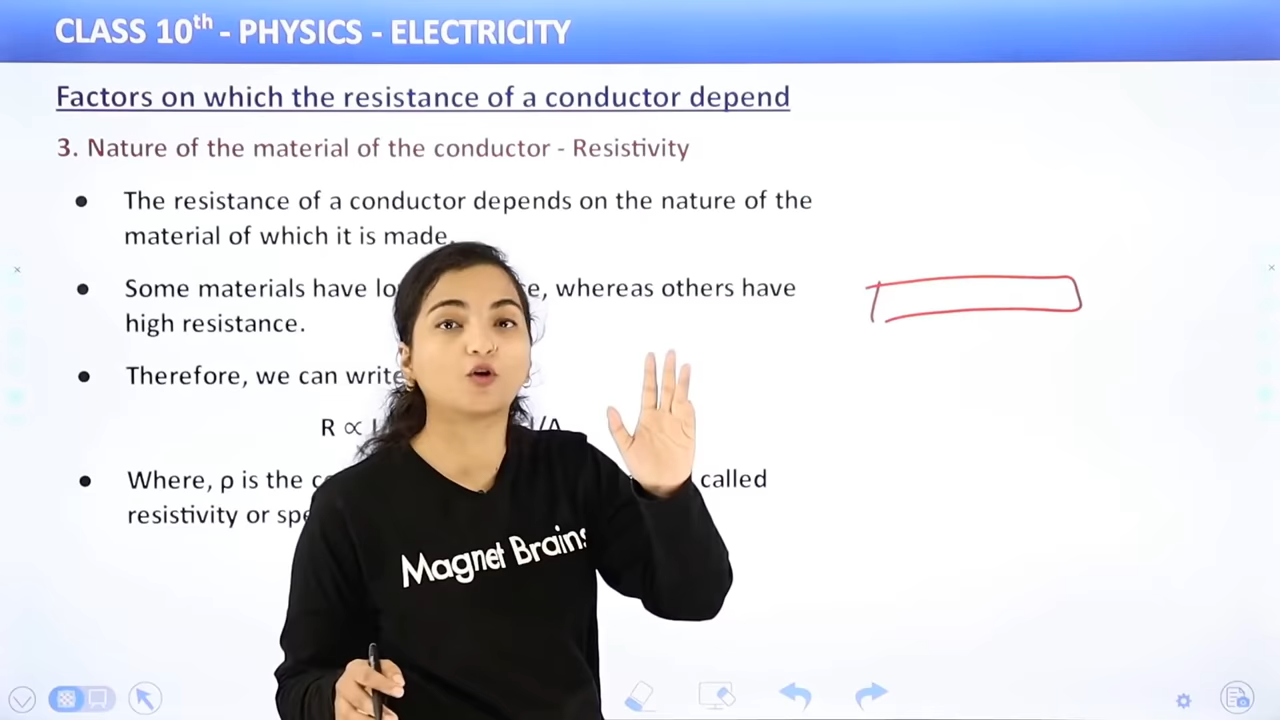 CLASS 10th - PHYSICS - ELECTRICITY
Factors on which the resistance of a conductor depend
3. Nature of the material of the conductor - Resistivity
● The resistance of a conductor depends on the nature of the
material of which it is made.
● Some materials have , whereas others have
high resistance.
● Therefore, we can write
R ∝ /A
● Where, ρ is the called
resistivity or
Magnet Brains